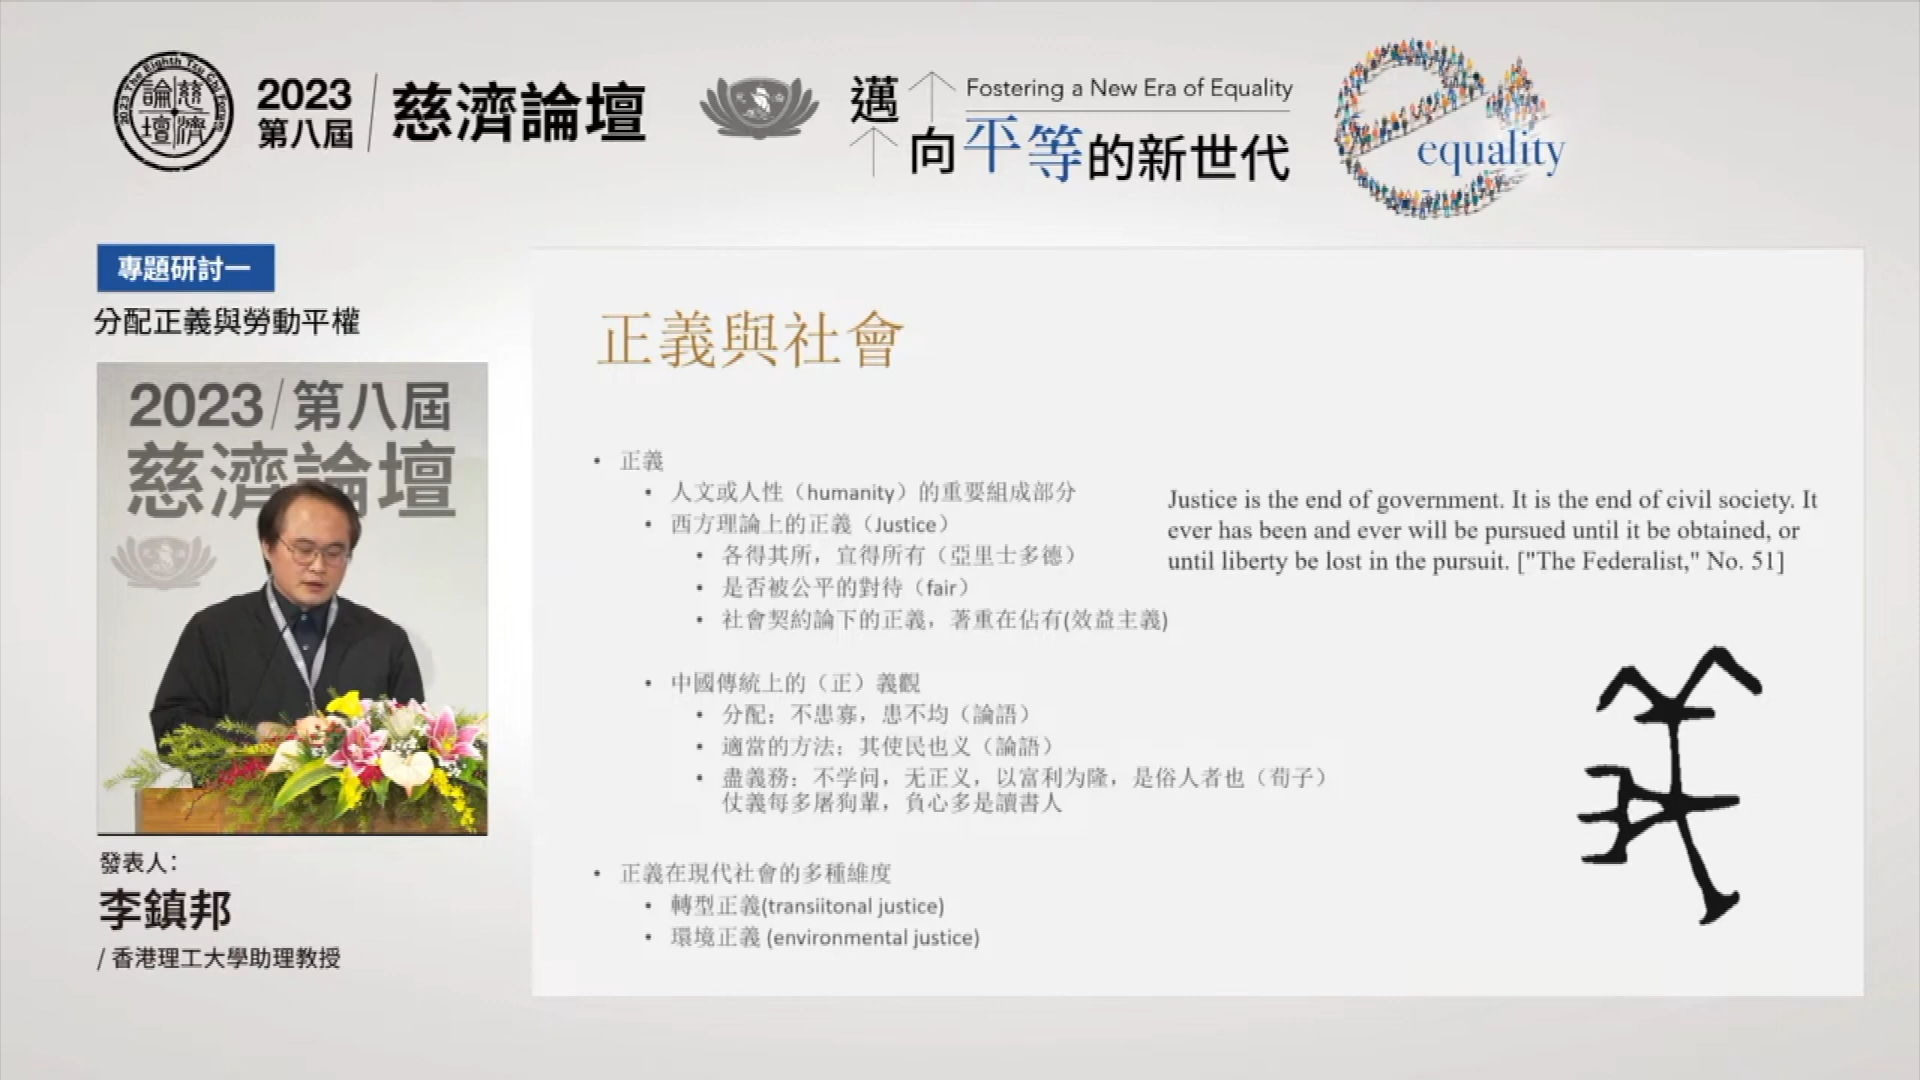 2023 The Eighth Tzu Chi Forum
論 慈
壇 濟
2023
第八屆
慈濟論壇
邁
向平等的新世代
Fostering a New Era of Equality
equality
專題研討一
分配正義與勞動平權
2023/第八屆
慈濟論壇
發表人:
李鎮邦
/ 香港理工大學助理教授
正義與社會
• 正義
• 人文或人性（humanity）的重要組成部分
• 西方理論上的正義（Justice）
• 各得其所，宜得所有（亞里士多德）
• 是否被公平的對待（fair）
• 社會契約論下的正義，著重在佔有(效益主義)
• 中國傳統上的（正）義觀
• 分配：不患寡，患不均（論語）
• 適當的方法：其使民也义（論語）
• 盡義務：不学问，无正义，以富利为隆，是俗人者也（荀子）
仗義每多屠狗輩，負心多是讀書人
• 正義在現代社會的多種維度
• 轉型正義(transiitonal justice)
• 環境正義 (environmental justice)
Justice is the end of government. It is the end of civil society. It
ever has been and ever will be pursued until it be obtained, or
until liberty be lost in the pursuit. ["The Federalist," No. 51]